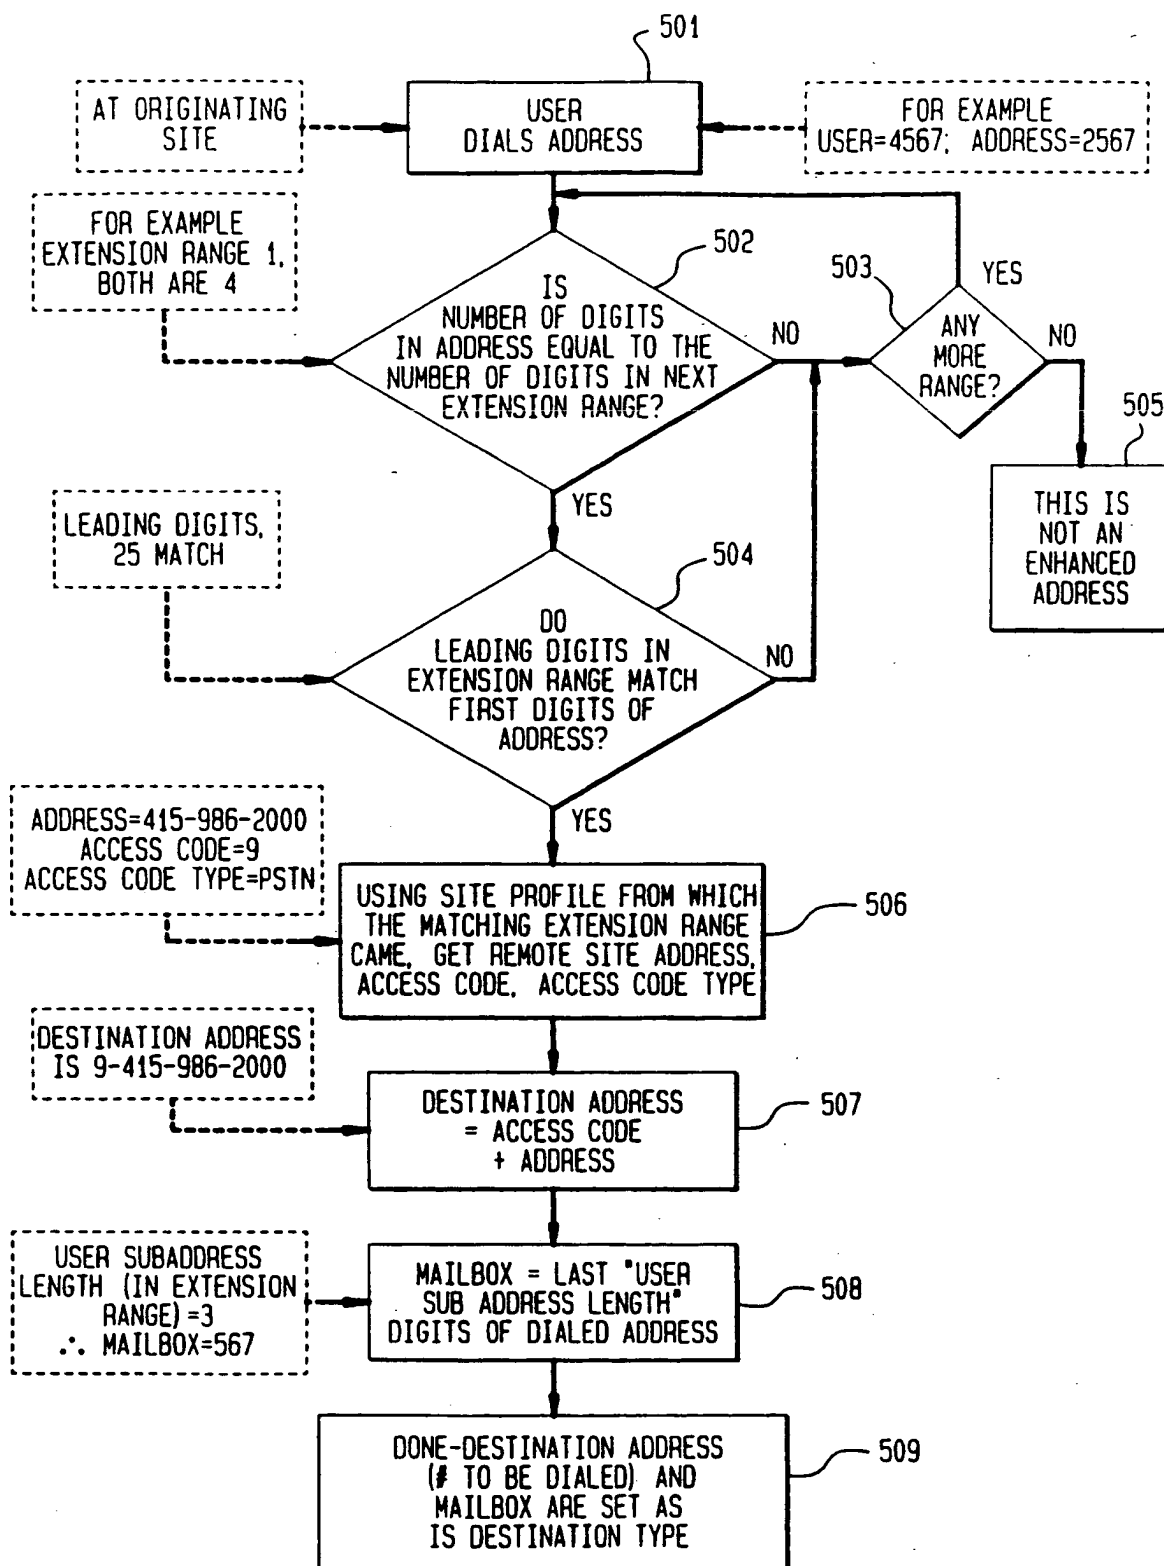 501
AT ORIGINATING
SITE
USER
DIALS ADDRESS
FOR EXAMPLE
USER=4567; ADDRESS=2567
FOR EXAMPLE
EXTENSION RANGE 1,
BOTH ARE 4
502
IS
NUMBER OF DIGITS
IN ADDRESS EQUAL TO THE
NUMBER OF DIGITS IN NEXT
EXTENSION RANGE?
NO
YES
503
ANY
MORE
RANGE?
YES
NO
505
THIS IS
NOT AN
ENHANCED
ADDRESS
LEADING DIGITS,
25 MATCH
504
DO
LEADING DIGITS IN
EXTENSION RANGE MATCH
FIRST DIGITS OF
ADDRESS?
NO
YES
ADDRESS=415-986-2000
ACCESS CODE=9
ACCESS CODE TYPE=PSTN
USING SITE PROFILE FROM WHICH
THE MATCHING EXTENSION RANGE
CAME, GET REMOTE SITE ADDRESS,
ACCESS CODE, ACCESS CODE TYPE
506
DESTINATION ADDRESS
IS 9-415-986-2000
DESTINATION ADDRESS
= ACCESS CODE
+ ADDRESS
507
USER SUBADDRESS
LENGTH (IN EXTENSION
RANGE)=3
∴ MAILBOX=567
MAILBOX = LAST "USER
SUB ADDRESS LENGTH"
DIGITS OF DIALED ADDRESS
508
DONE-DESTINATION ADDRESS
(# TO BE DIALED) AND
MAILBOX ARE SET AS
IS DESTINATION TYPE
509